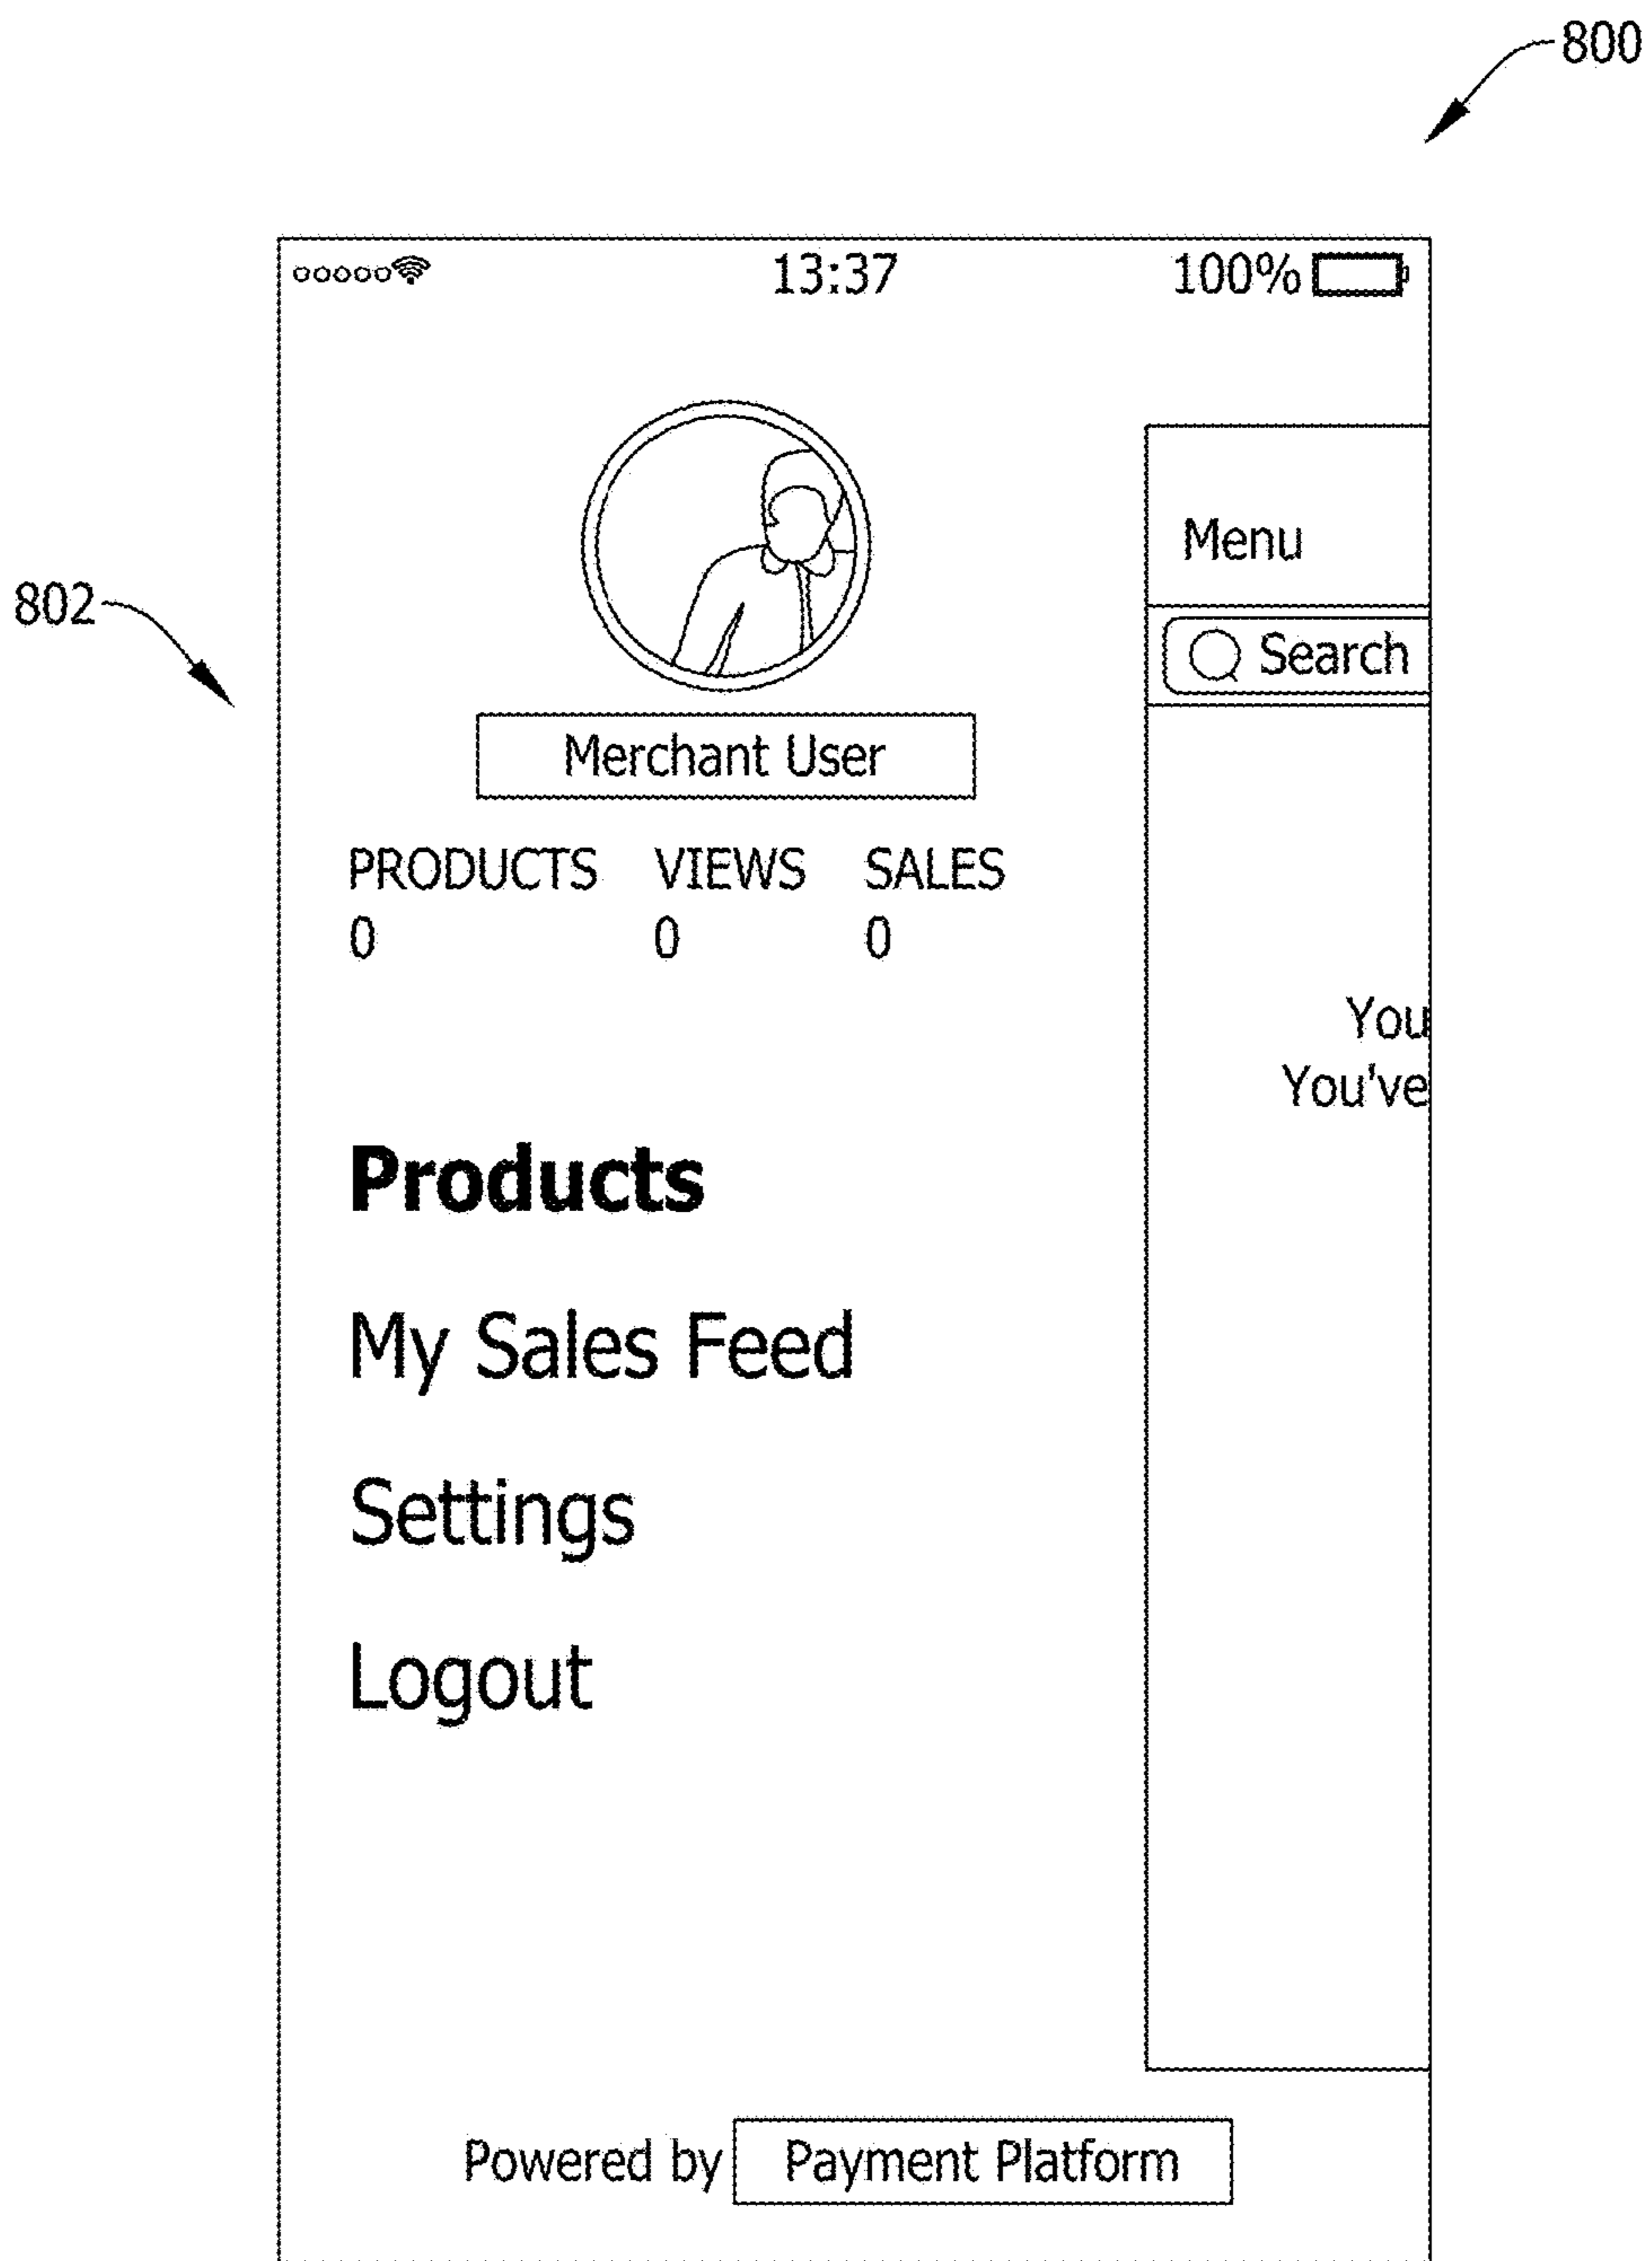 800
13:37 100%
Menu
802
Search
Merchant User
PRODUCTS VIEWS SALES
0 0 0
You
You've
Products
My Sales Feed
Settings
Logout
Powered by Payment Platform